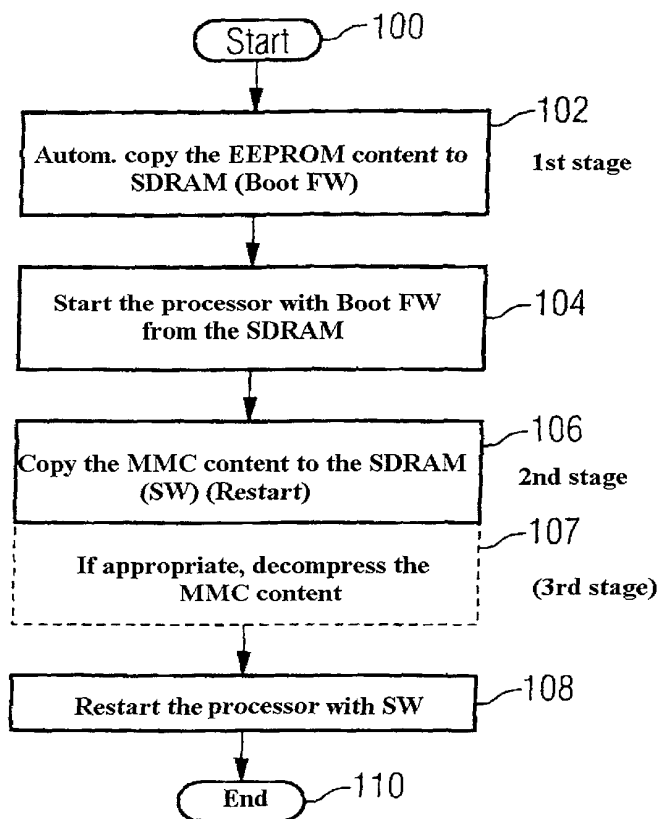 Start
100
102
Autom. copy the EEPROM content to
SDRAM (Boot FW)
1st stage
Start the processor with Boot FW
from the SDRAM
104
106
Copy the MMC content to the SDRAM
(SW) (Restart)
2nd stage
107
If appropriate, decompress the
MMC content
(3rd stage)
Restart the processor with SW
108
End
110